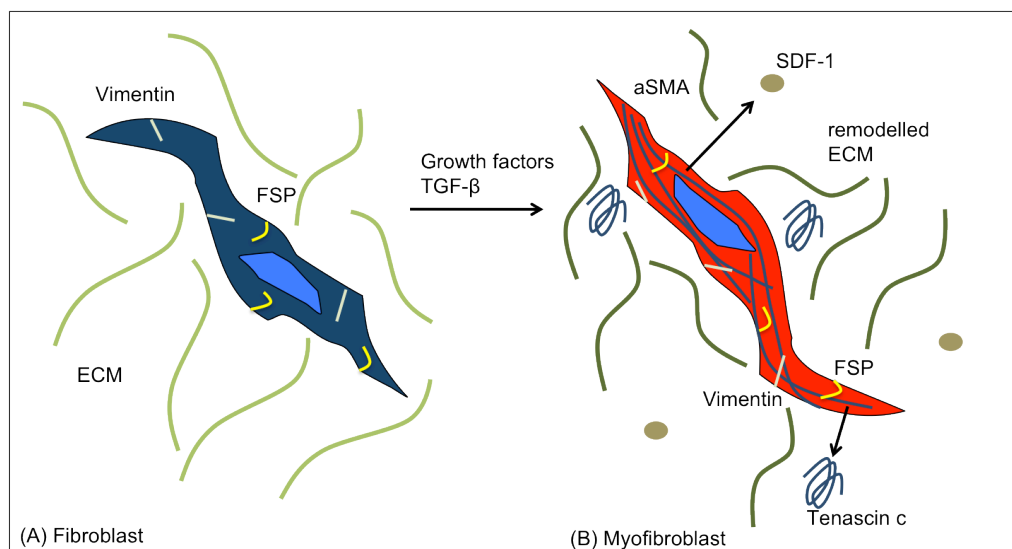 Vimentin
FSP
ECM
(A) Fibroblast
Growth factors
TGF-β
SDF-1
aSMA
remodelled
ECM
FSP
Vimentin
Tenascin c
(B) Myofibroblast